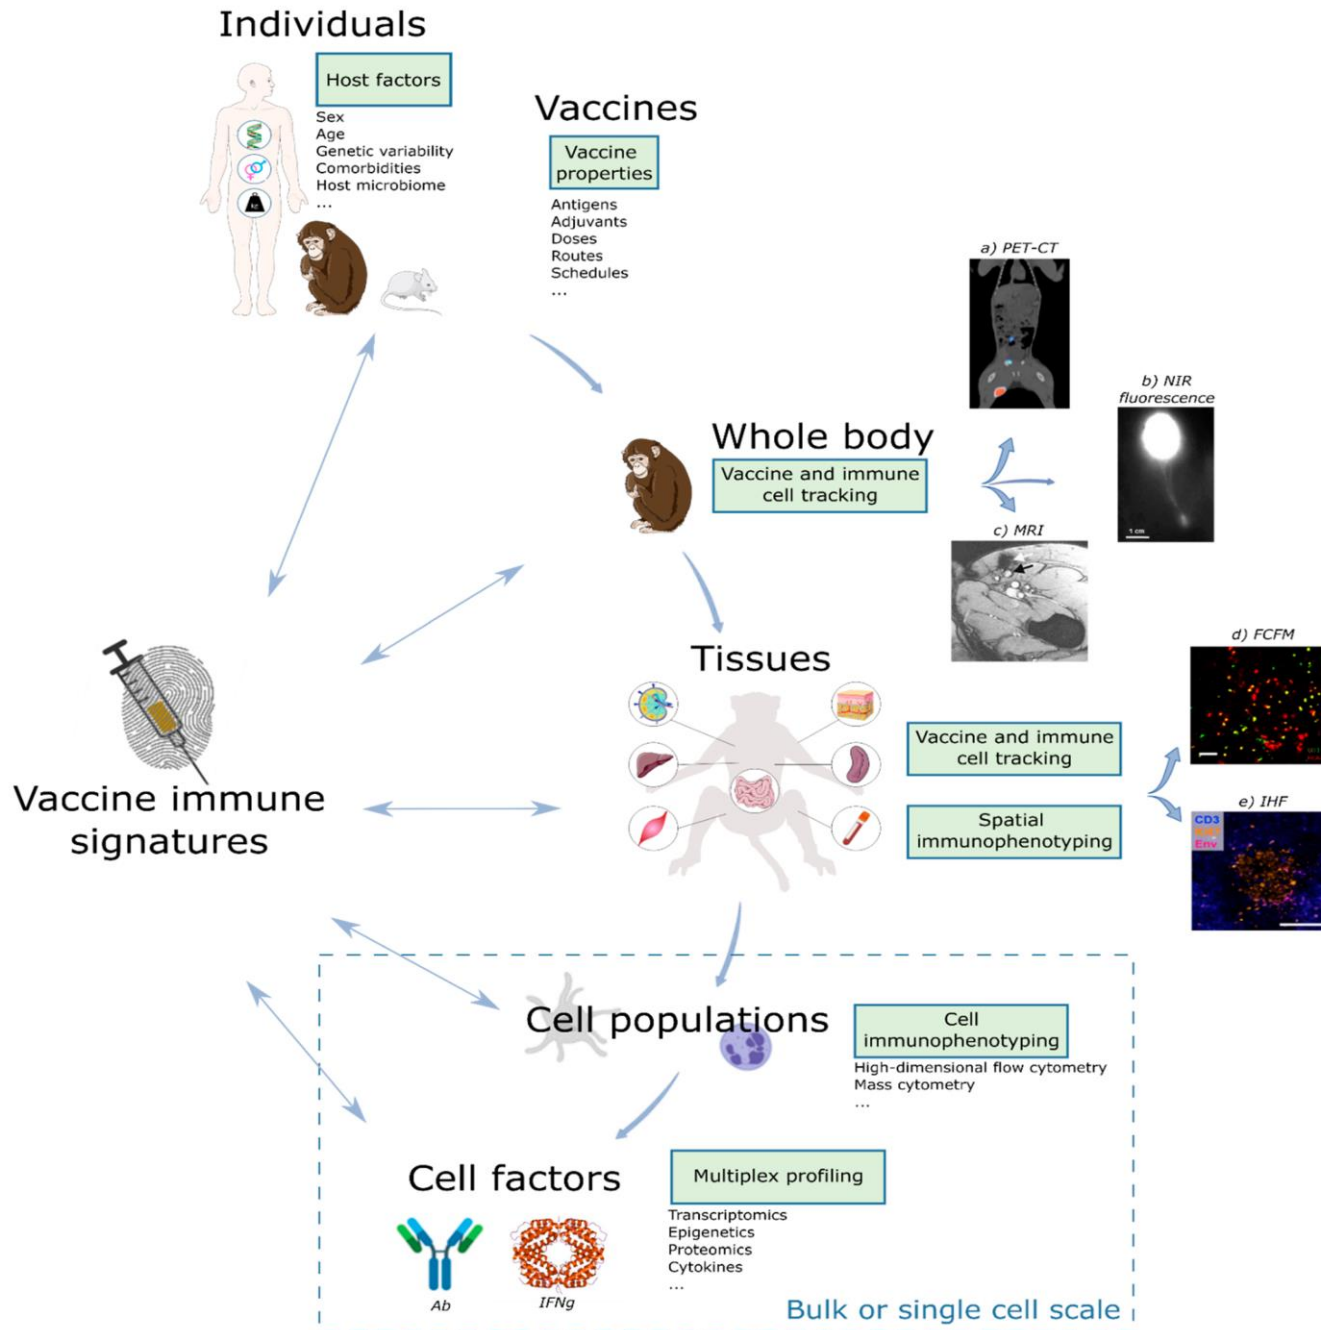 Individuals
Host factors
Sex
Age
Genetic variability
Comorbidities
Host microbiome
...
kg
Vaccines
Vaccine
properties
Antigens
Adjuvants
Doses
Routes
Schedules
...
a) PET-CT
b) NIR
fluorescence
1 cm
Whole body
Vaccine and immune
cell tracking
c) MRI
Tissues
Vaccine and immune
cell tracking
Spatial
immunophenotyping
d) FCFM
e) IHF
CD3
Env
Vaccine immune
signatures
Cell populations
Cell
immunophenotyping
High-dimensional flow cytometry
Mass cytometry
...
Cell factors
Multiplex profiling
Transcriptomics
Epigenetics
Proteomics
Cytokines
...
Ab
IFNg
Bulk or single cell scale